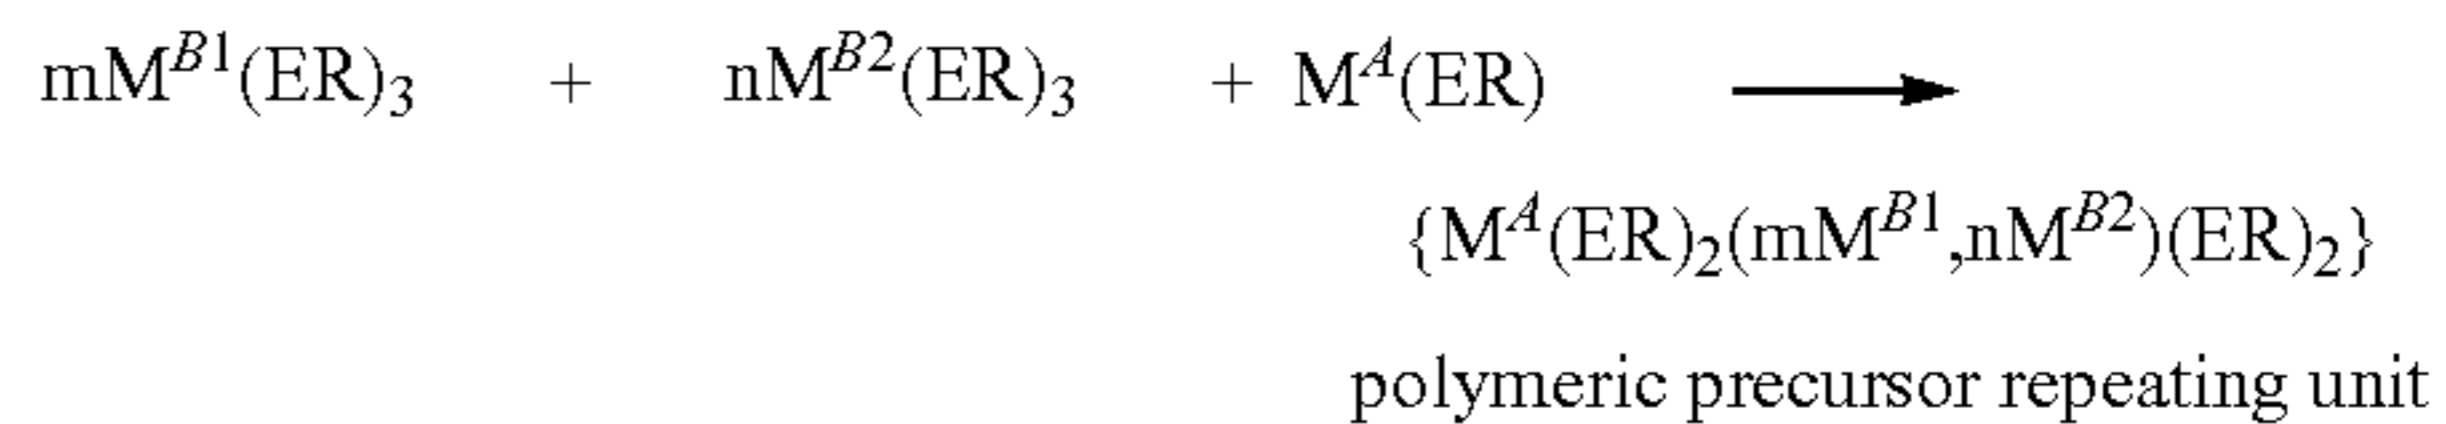 mM^{B1}(ER)_3 + nM^{B2}(ER)_3 + M^A(ER) ⟶
{M^A(ER)_2(mM^{B1},nM^{B2})(ER)_2}
polymeric precursor repeating unit